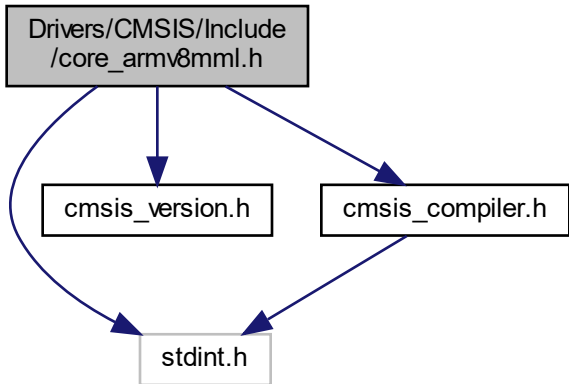 Drivers/CMSIS/Include
/core_armv8mml.h
cmsis_version.h
cmsis_compiler.h
stdint.h